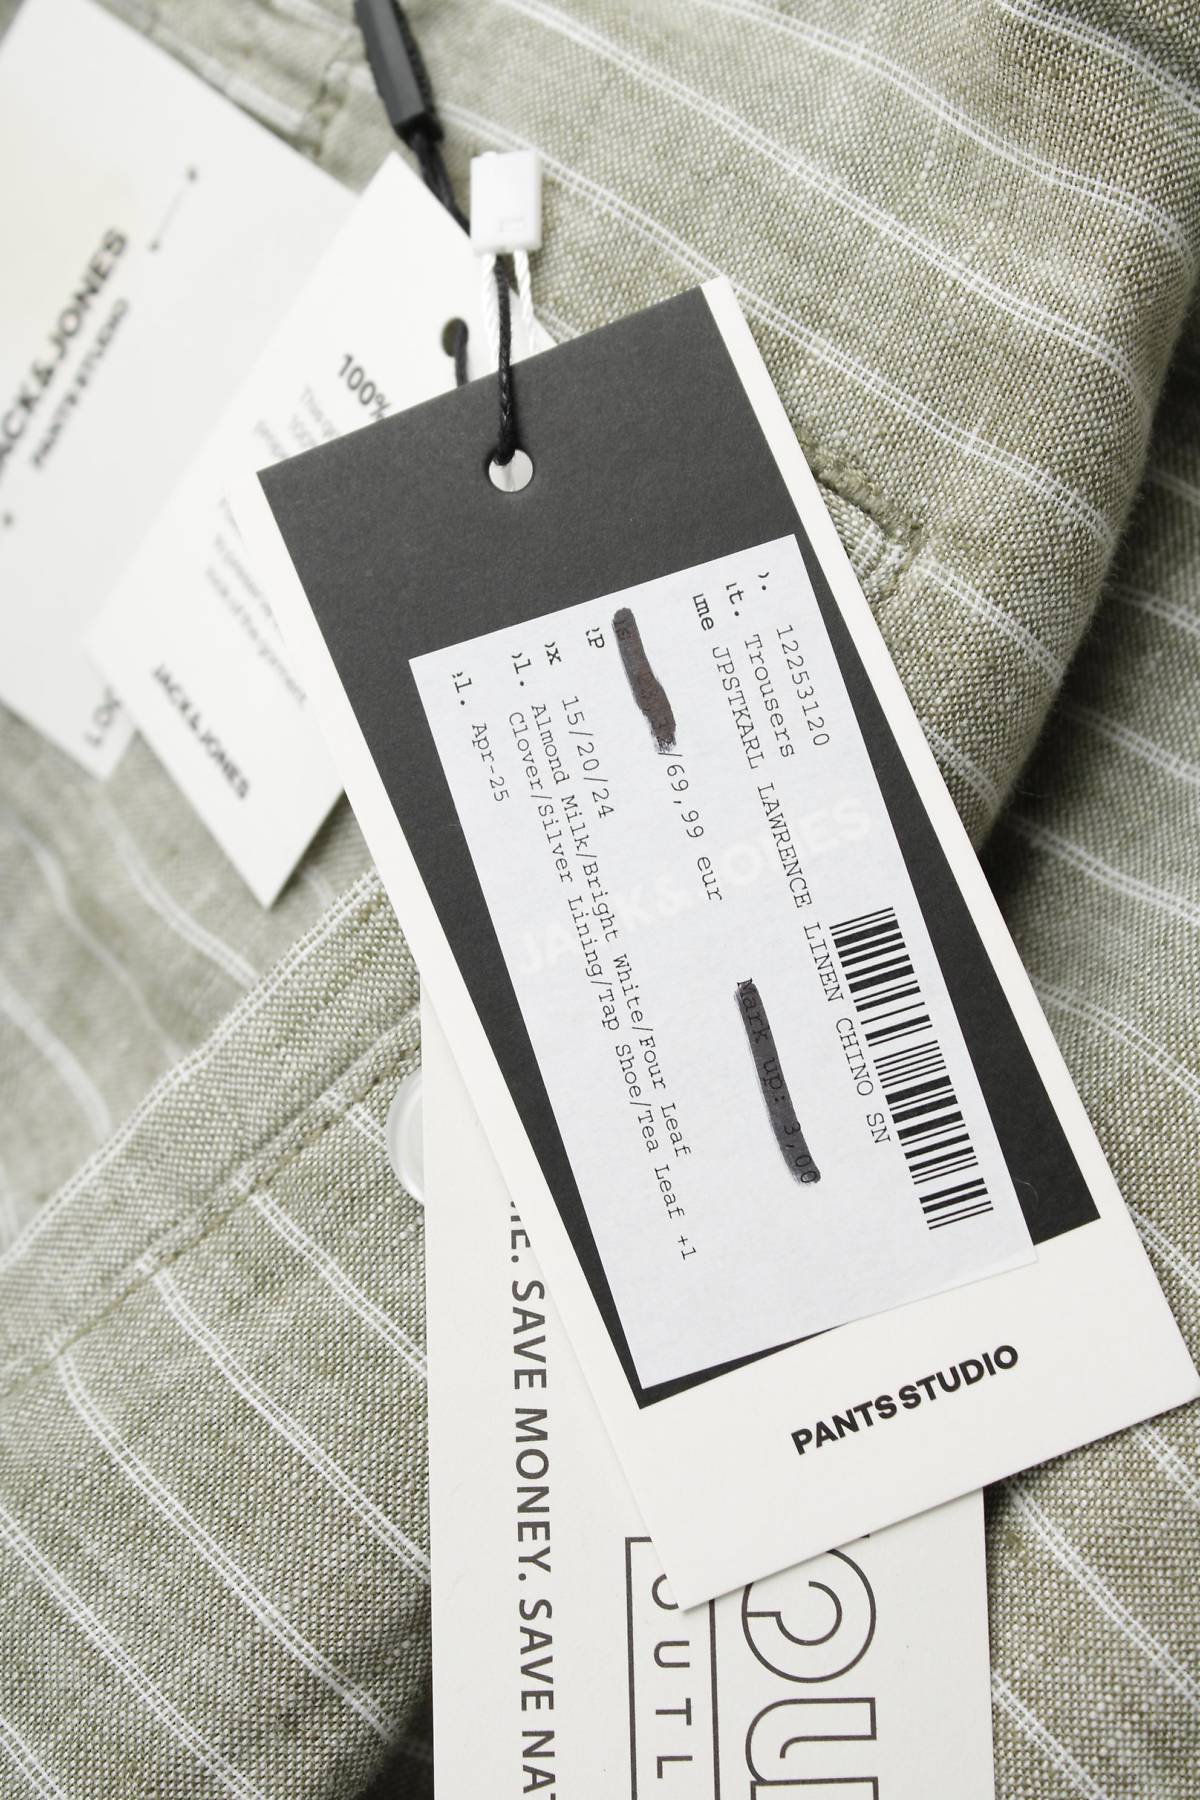 JACK&JONES
PANTS STUDIO
100%
JACK&JONES
). 12253120
t. Trousers
me JPSTKARL LAWRENCE LINEN CHINO SN
Mark up: 3,00
/69,99 eur
p
x 15/20/24
l. Almond Milk/Bright White/Four Leaf
Clover/Silver Lining/Tap Shoe/Tea Leaf +1
l. Apr-25
JACK&JONES
PANTS STUDIO
SAVE MONEY. SAVE NAT
OUTL